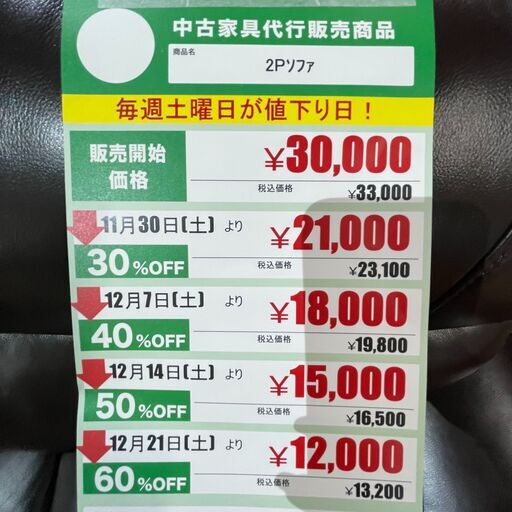 中古家具代行販売商品
商品名
2Pソファ
毎週土曜日が値下り日！
販売開始
価格
¥30,000
税込価格 ¥33,000
11月30日(土) より
30%OFF
¥21,000
税込価格 ¥23,100
12月7日(土) より
40%OFF
¥18,000
税込価格 ¥19,800
12月14日(土) より
50%OFF
¥15,000
税込価格 ¥16,500
12月21日(土) より
60%OFF
¥12,000
税込価格 ¥13,200